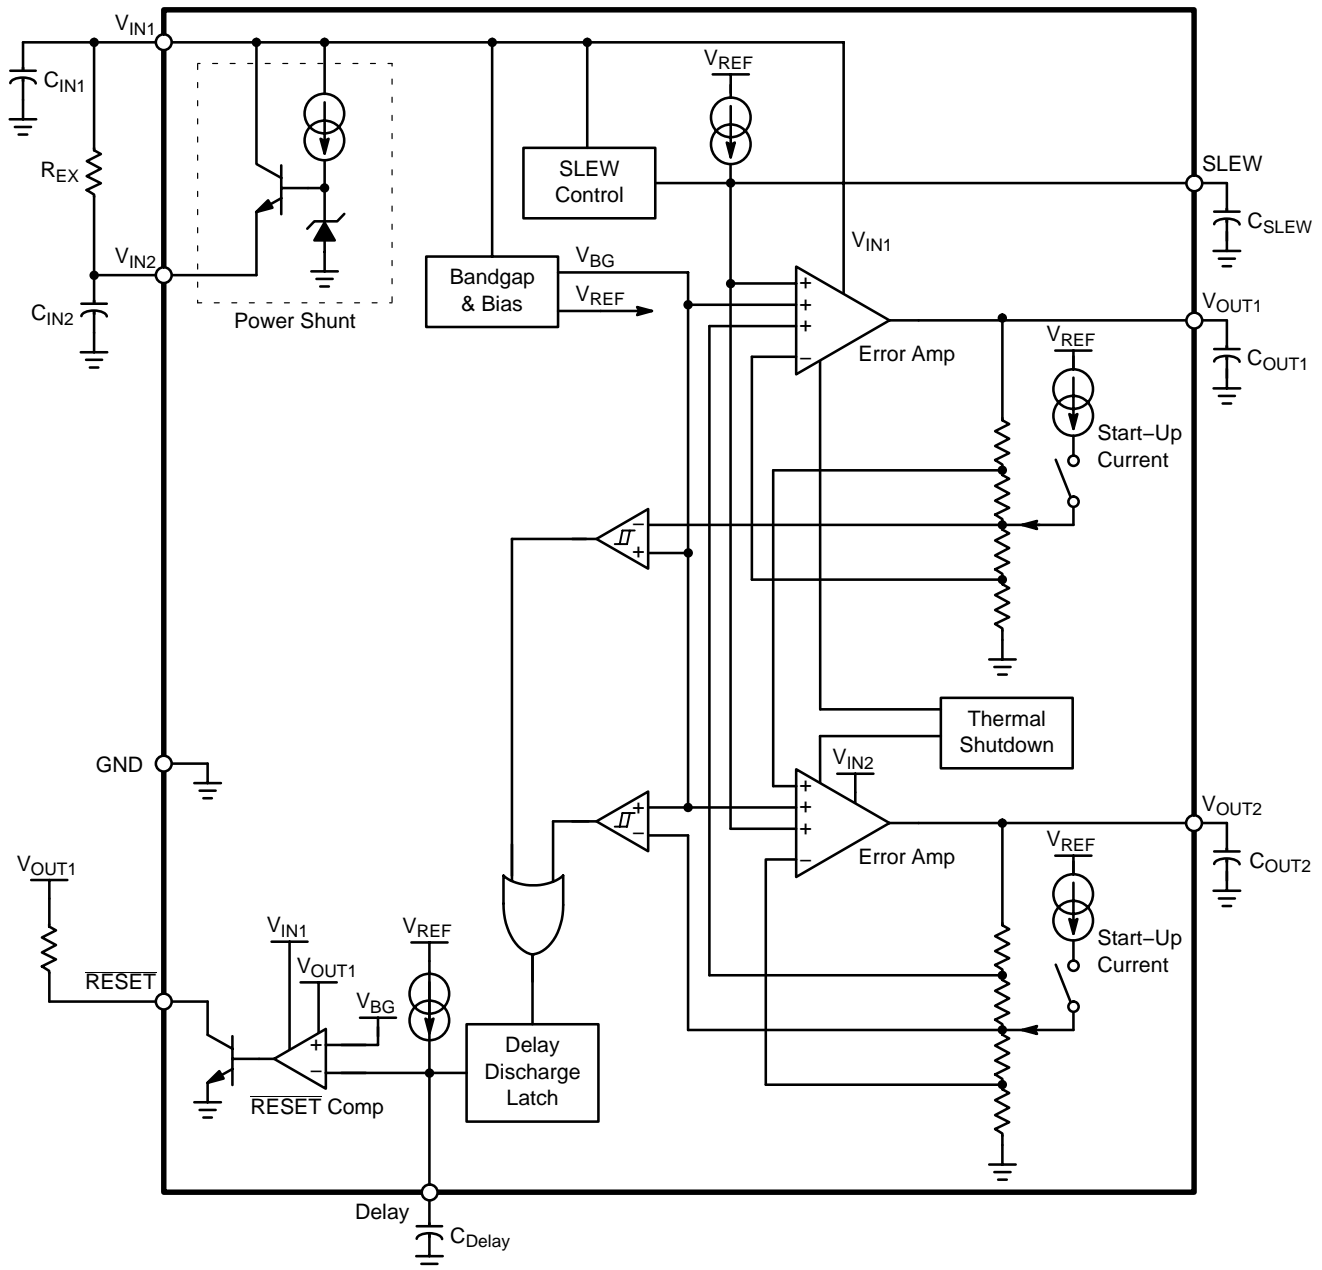 VIN1
CIN1
REX
VIN2
CIN2
Power Shunt
SLEW
Control
VREF
SLEW
CSLEW
Bandgap
& Bias
VBG
VREF
VIN1
+
+
+
−
Error Amp
VOUT1
COUT1
VREF
Start−Up
Current
−
+
Thermal
Shutdown
GND
VIN2
+
+
+
−
Error Amp
+
−
VOUT2
COUT2
VREF
Start−Up
Current
VOUT1
RESET
VIN1
VOUT1
VBG
VREF
+
−
RESET Comp
Delay
Discharge
Latch
Delay
CDelay